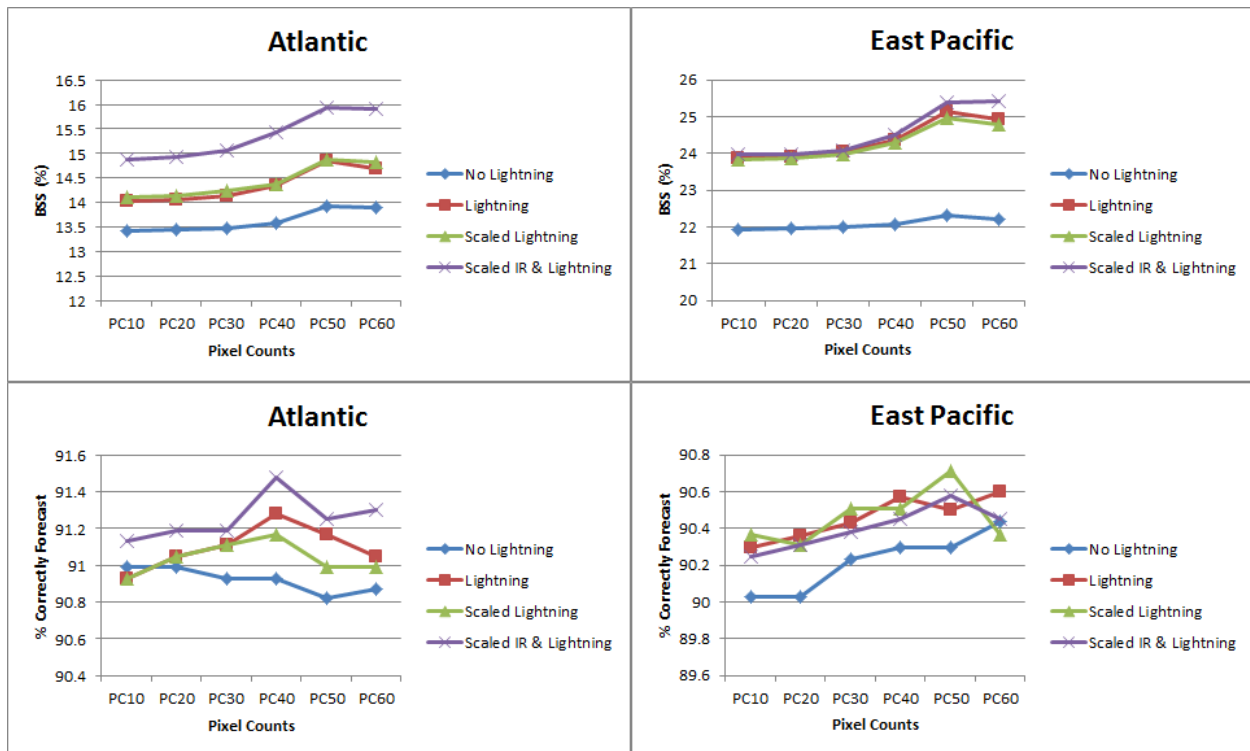 Atlantic
16.5
16
15.5
15
14.5
14
13.5
13
12.5
12
BSS (%)
PC10 PC20 PC30 PC40 PC50 PC60
Pixel Counts
No Lightning
Lightning
Scaled Lightning
Scaled IR & Lightning
East Pacific
26
25
24
23
22
21
20
BSS (%)
PC10 PC20 PC30 PC40 PC50 PC60
Pixel Counts
No Lightning
Lightning
Scaled Lightning
Scaled IR & Lightning
Atlantic
91.6
91.4
91.2
91
90.8
90.6
90.4
% Correctly Forecast
PC10 PC20 PC30 PC40 PC50 PC60
Pixel Counts
No Lightning
Lightning
Scaled Lightning
Scaled IR & Lightning
East Pacific
90.8
90.6
90.4
90.2
90
89.8
89.6
% Correctly Forecast
PC10 PC20 PC30 PC40 PC50 PC60
Pixel Counts
No Lightning
Lightning
Scaled Lightning
Scaled IR & Lightning